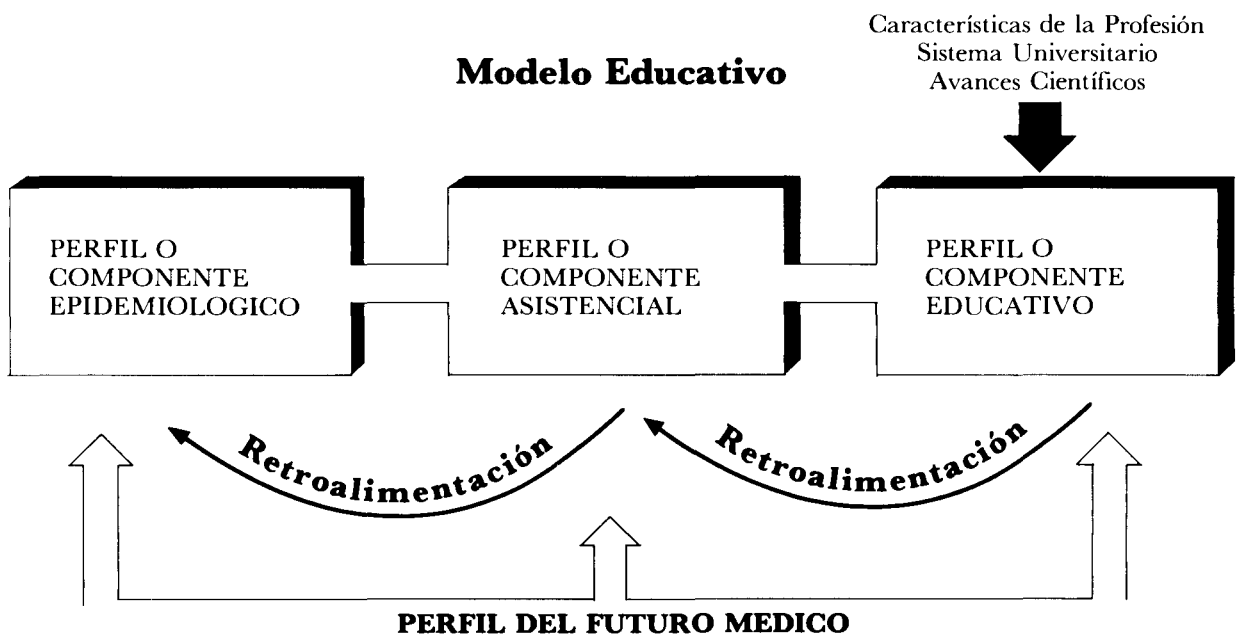 Características de la Profesión
Sistema Universitario
Avances Científicos
Modelo Educativo
PERFIL O
COMPONENTE
EPIDEMIOLOGICO
PERFIL O
COMPONENTE
ASISTENCIAL
PERFIL O
COMPONENTE
EDUCATIVO
Retroalimentación
Retroalimentación
PERFIL DEL FUTURO MEDICO